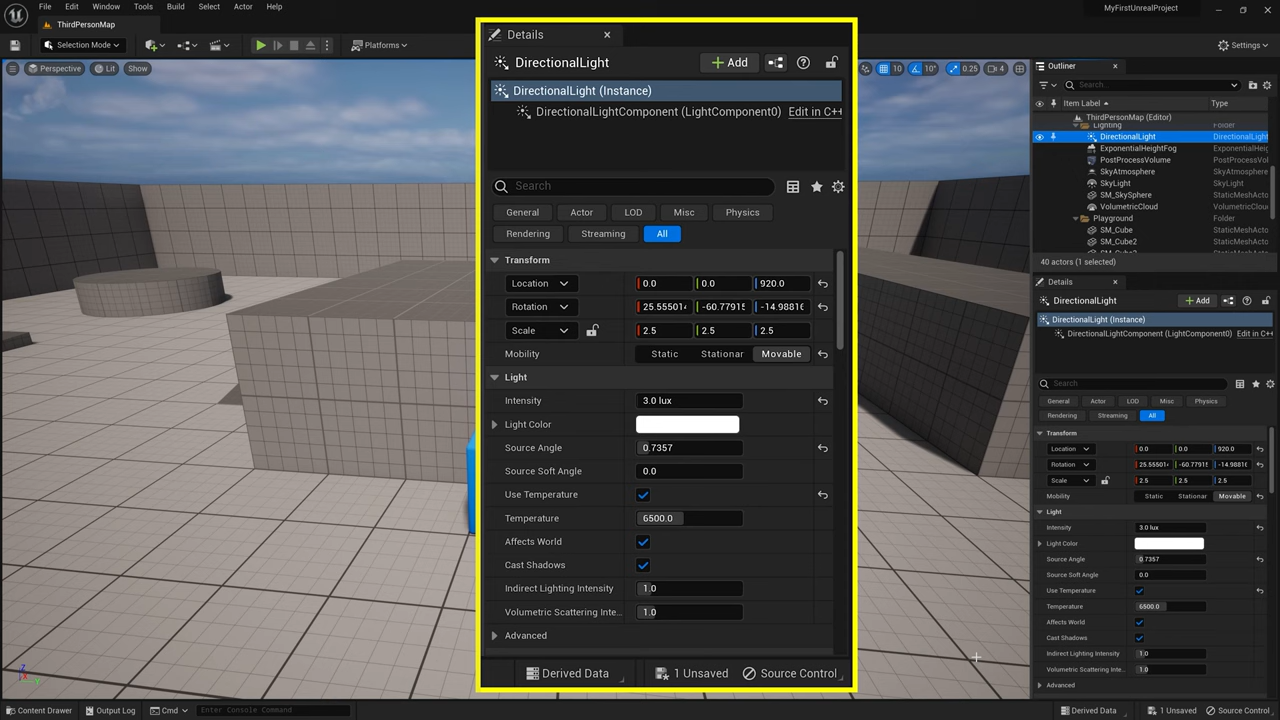 File Edit Window Tools Build Select Actor Help MyFirstUnrealProject
ThirdPersonMap
Selection Mode Platforms Settings
Perspective Lit Show 10 10° 0.25 4
Details
DirectionalLight + Add
DirectionalLight (Instance)
DirectionalLightComponent (LightComponent0) Edit in C++
Search
General Actor LOD Misc Physics
Rendering Streaming All
Transform
Location 0.0 0.0 920.0
Rotation 25.555014 -60.77915 -14.98816
Scale 2.5 2.5 2.5
Mobility Static Stationar Movable
Light
Intensity 3.0 lux
Light Color
Source Angle 0.7357
Source Soft Angle 0.0
Use Temperature
Temperature 6500.0
Affects World
Cast Shadows
Indirect Lighting Intensity 1.0
Volumetric Scattering Inte... 1.0
Advanced
Derived Data 1 Unsaved Source Control
Outliner
Search...
Item Label Type
ThirdPersonMap (Editor)
Lighting Folder
DirectionalLight DirectionalLight
ExponentialHeightFog ExponentialHeig
PostProcessVolume PostProcessVol
SkyAtmosphere SkyAtmosphere
SkyLight SkyLight
SM_SkySphere StaticMeshActo
VolumetricCloud VolumetricCloud
Playground Folder
SM_Cube StaticMeshActo
SM_Cube2 StaticMeshActo
40 actors (1 selected)
Details
DirectionalLight + Add
DirectionalLight (Instance)
DirectionalLightComponent (LightComponent0) Edit in C++
Search
General Actor LOD Misc Physics
Rendering Streaming All
Transform
Location 0.0 0.0 920.0
Rotation 25.555014 -60.77915 -14.98816
Scale 2.5 2.5 2.5
Mobility Static Stationar Movable
Light
Intensity 3.0 lux
Light Color
Source Angle 0.7357
Source Soft Angle 0.0
Use Temperature
Temperature 6500.0
Affects World
Cast Shadows
Indirect Lighting Intensity 1.0
Volumetric Scattering Inte... 1.0
Advanced
Content Drawer Output Log Cmd Enter Console Command Derived Data 1 Unsaved Source Control